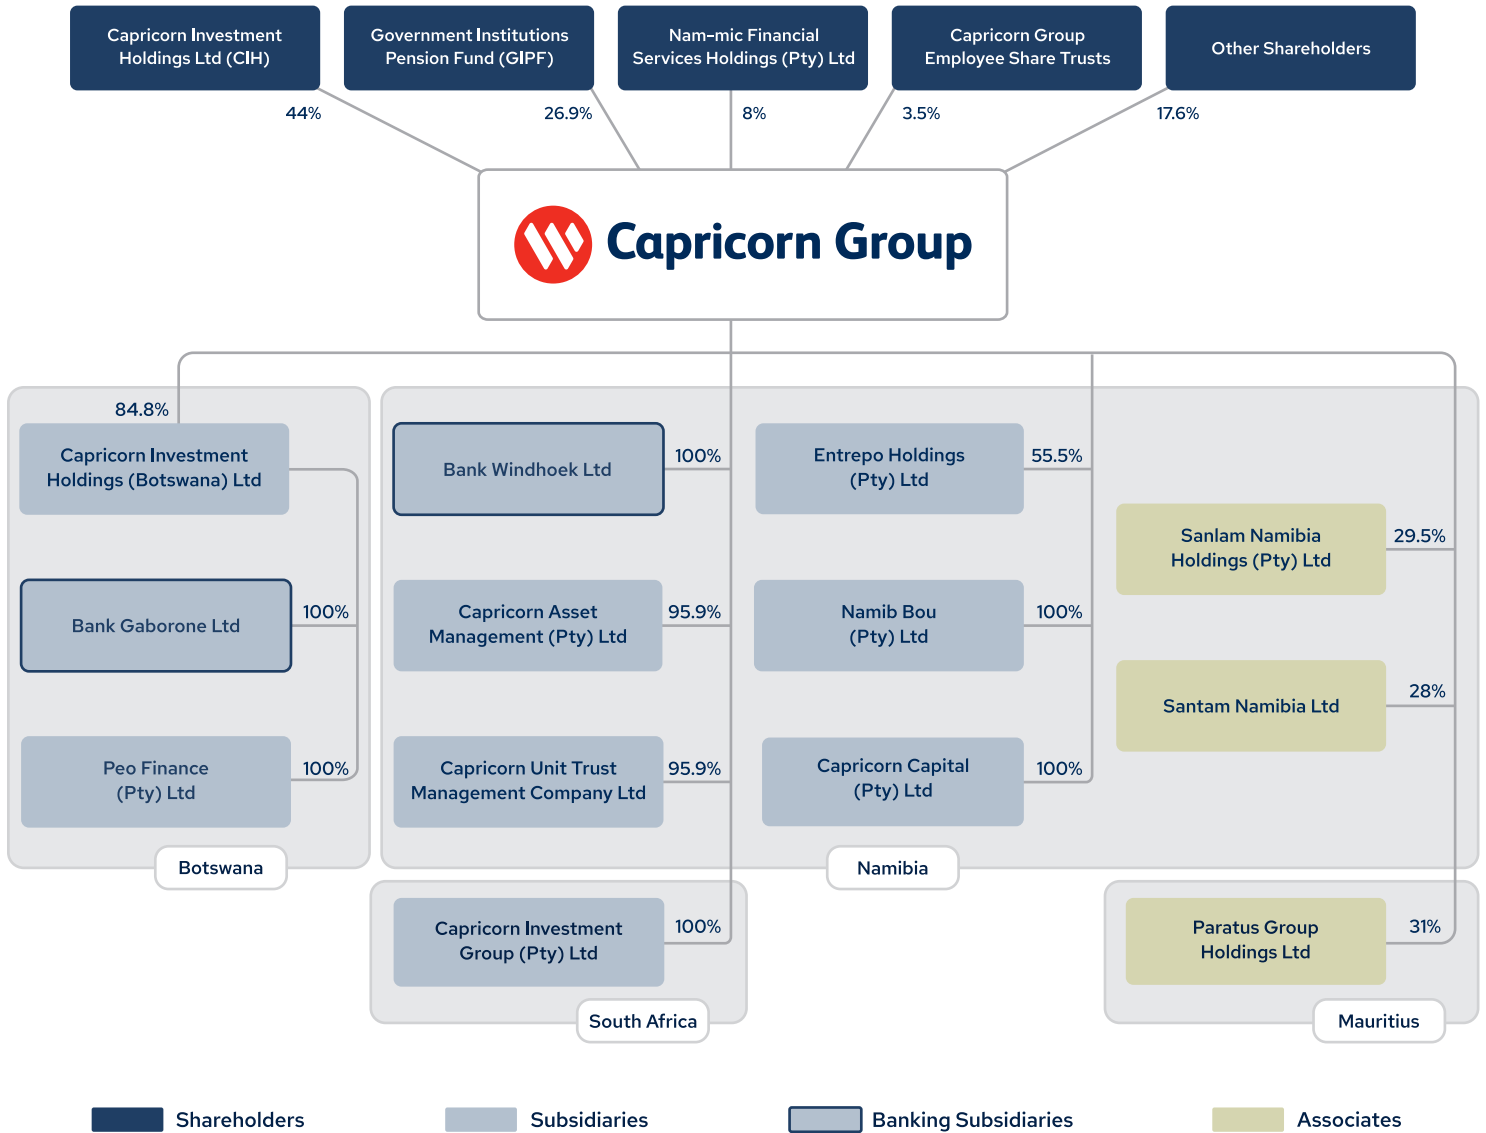 Capricorn Investment
Holdings Ltd (CIH)
Government Institutions
Pension Fund (GIPF)
Nam-mic Financial
Services Holdings (Pty) Ltd
Capricorn Group
Employee Share Trusts
Other Shareholders
44%
26.9%
8%
3.5%
17.6%
Capricorn Group
84.8%
Capricorn Investment
Holdings (Botswana) Ltd
Bank Gaborone Ltd
100%
Peo Finance
(Pty) Ltd
100%
Botswana
Bank Windhoek Ltd
100%
Capricorn Asset
Management (Pty) Ltd
95.9%
Capricorn Unit Trust
Management Company Ltd
95.9%
Entrepo Holdings
(Pty) Ltd
55.5%
Namib Bou
(Pty) Ltd
100%
Capricorn Capital
(Pty) Ltd
100%
Sanlam Namibia
Holdings (Pty) Ltd
29.5%
Santam Namibia Ltd
28%
Namibia
Capricorn Investment
Group (Pty) Ltd
100%
South Africa
Paratus Group
Holdings Ltd
31%
Mauritius
Shareholders
Subsidiaries
Banking Subsidiaries
Associates